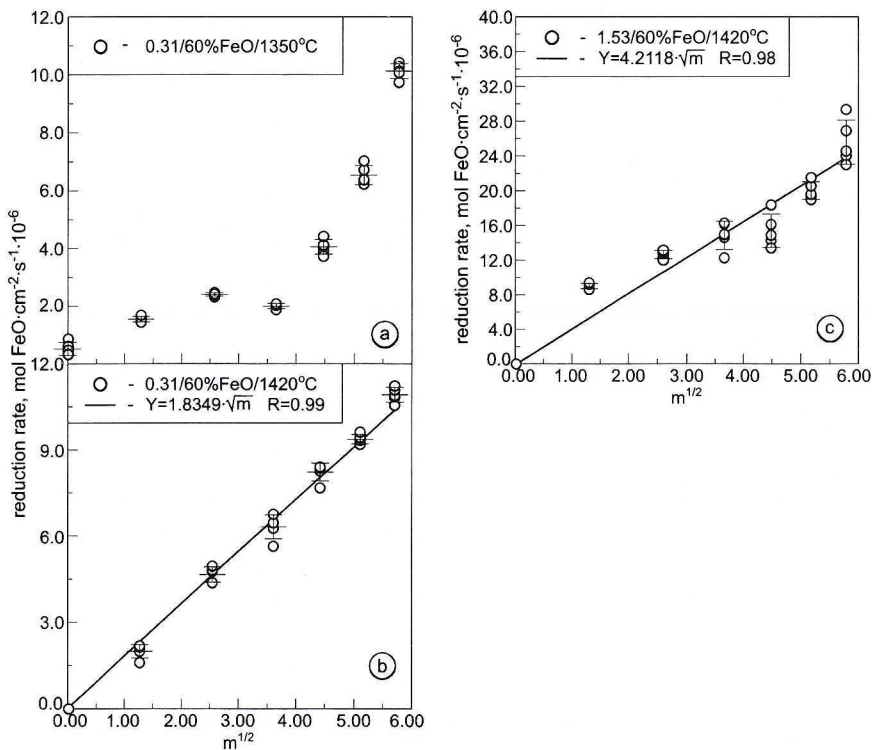 12.0
10.0
8.0
6.0
4.0
2.0
12.0
9.0
6.0
3.0
0.0
0.00 1.00 2.00 3.00 4.00 5.00 6.00
m^1/2
reduction rate, mol FeO·cm^-2·s^-1·10^-6
- 0.31/60%FeO/1350°C
a
- 0.31/60%FeO/1420°C
- Y=1.8349·√m R=0.99
b
40.0
36.0
32.0
28.0
24.0
20.0
16.0
12.0
8.0
4.0
0.0
0.00 1.00 2.00 3.00 4.00 5.00 6.00
m^1/2
reduction rate, mol FeO·cm^-2·s^-1·10^-6
- 1.53/60%FeO/1420°C
- Y=4.2118·√m R=0.98
c